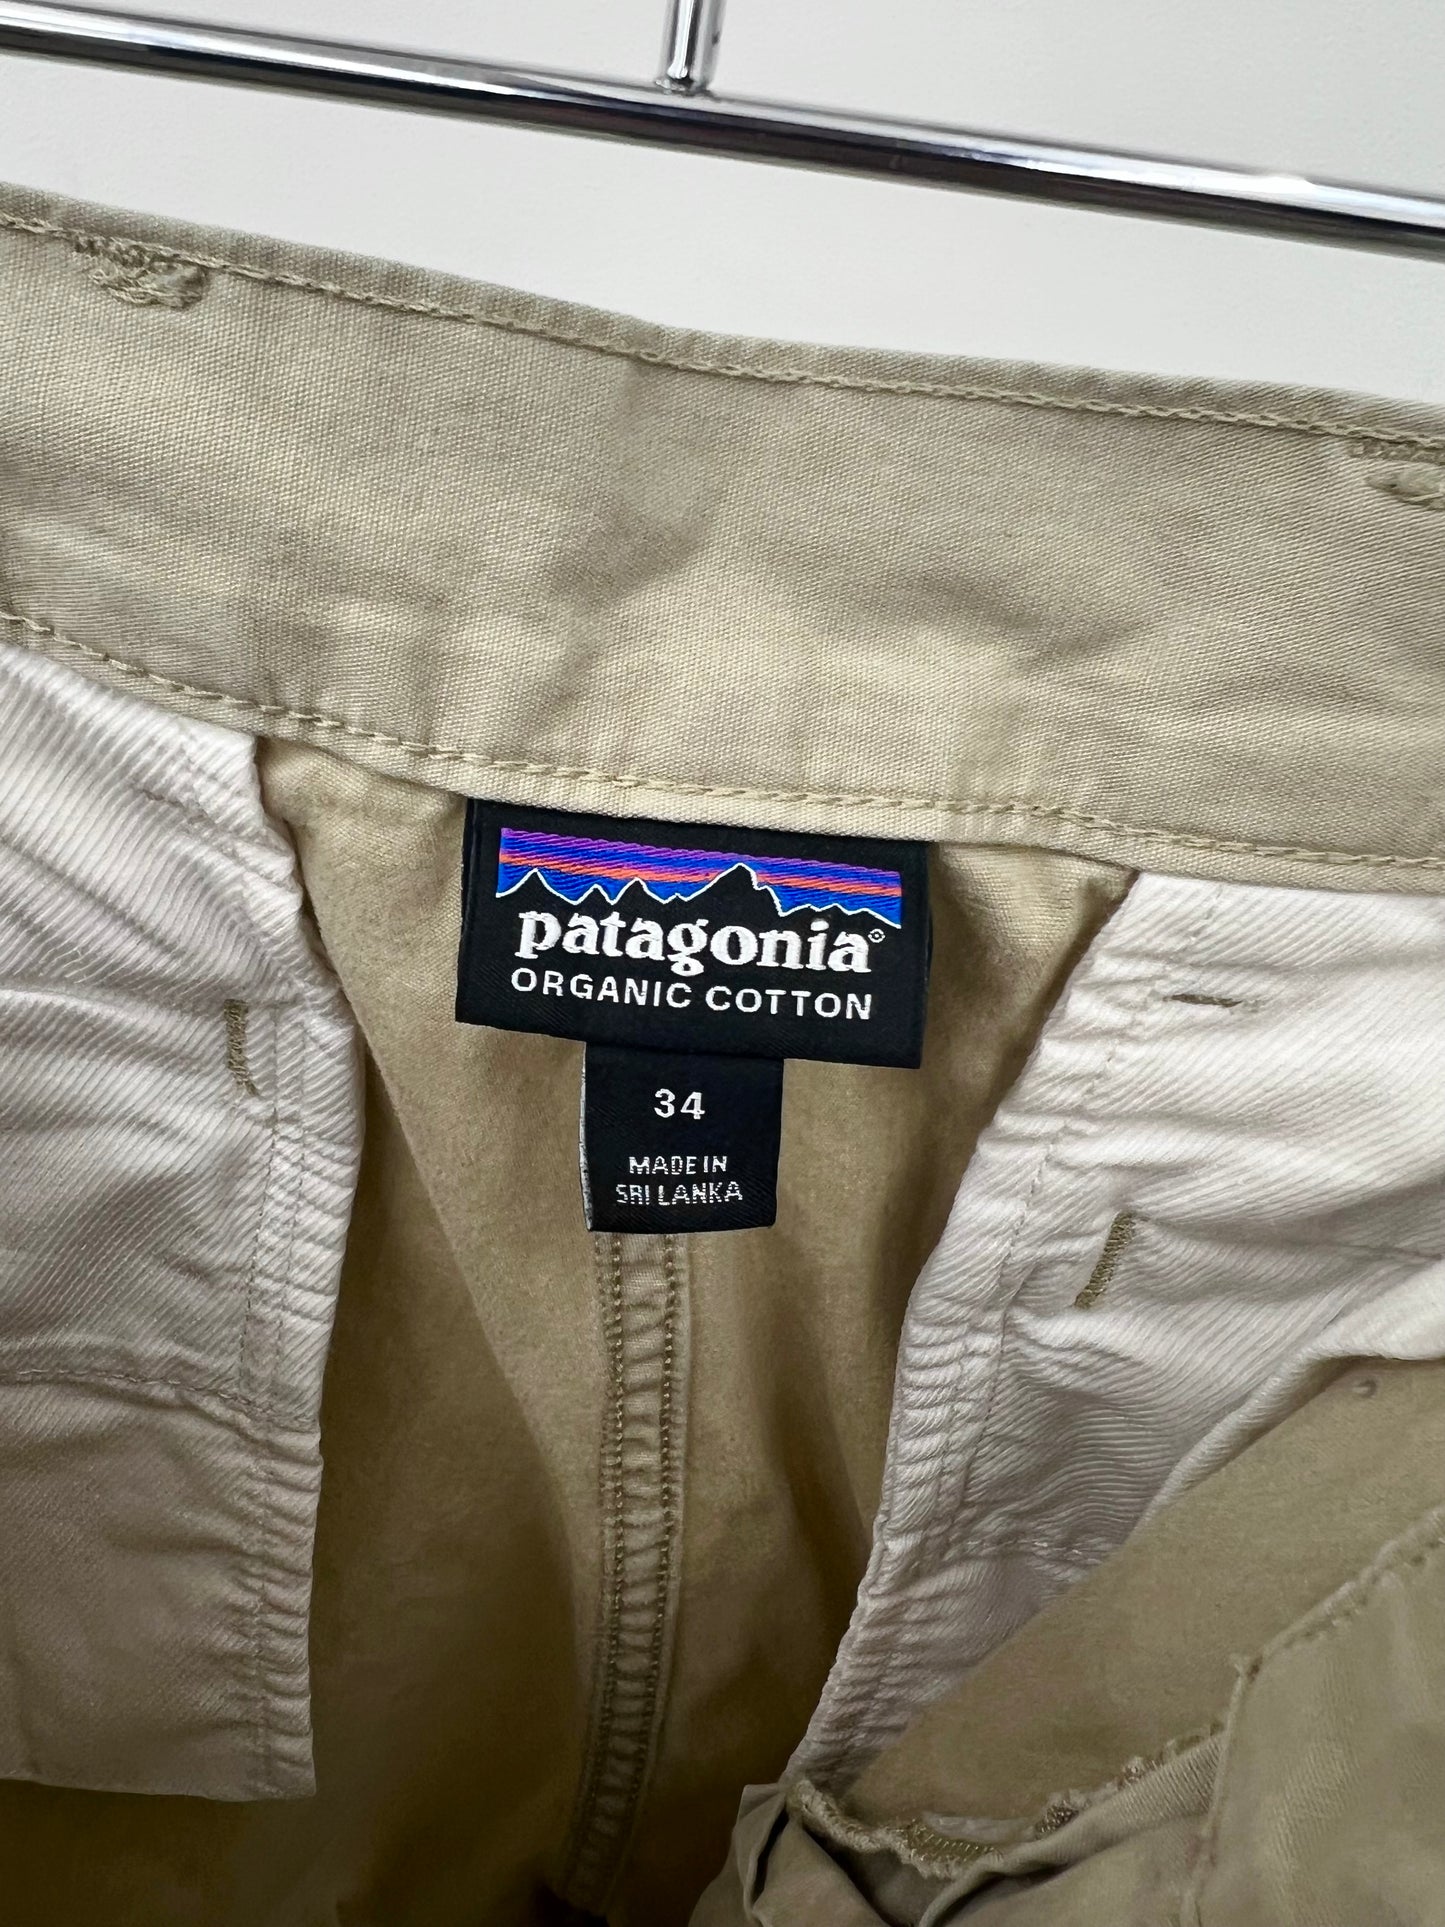 patagonia®
ORGANIC COTTON
34
MADE IN
SRI LANKA